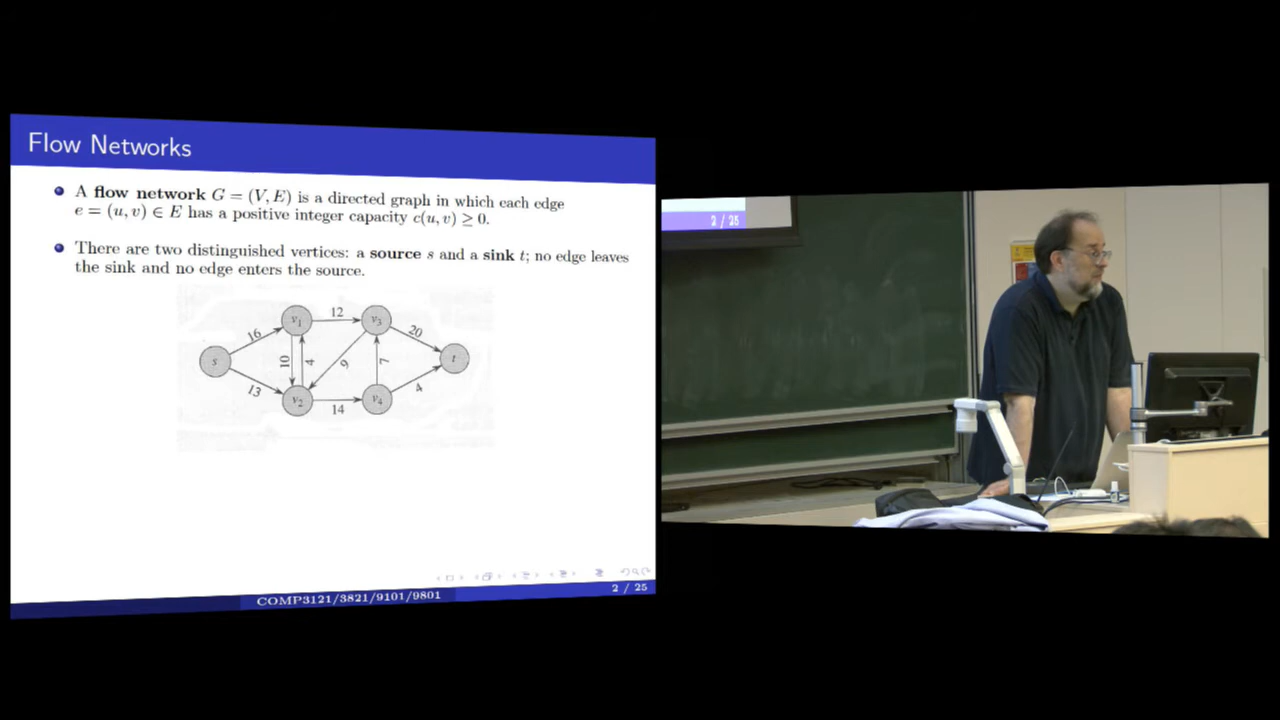 Flow Networks
A flow network G = (V, E) is a directed graph in which each edge
e = (u, v) ∈ E has a positive integer capacity c(u, v) ≥ 0.
There are two distinguished vertices: a source s and a sink t; no edge leaves
the sink and no edge enters the source.
12
v1
v3
16
20
s
10
4
9
7
t
13
4
v2
v4
14
COMP3121/3821/9101/9801
2 / 25
2 / 25